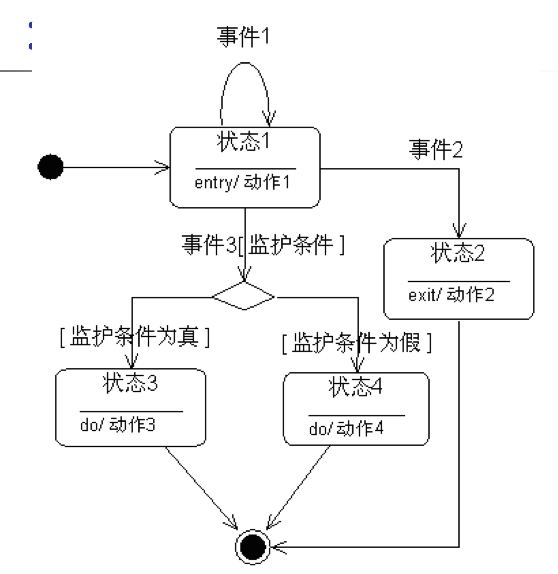 事件1
状态1
entry/ 动作1
事件2
事件3[ 监护条件 ]
状态2
exit/ 动作2
[ 监护条件为真 ]
[ 监护条件为假 ]
状态3
do/ 动作3
状态4
do/ 动作4